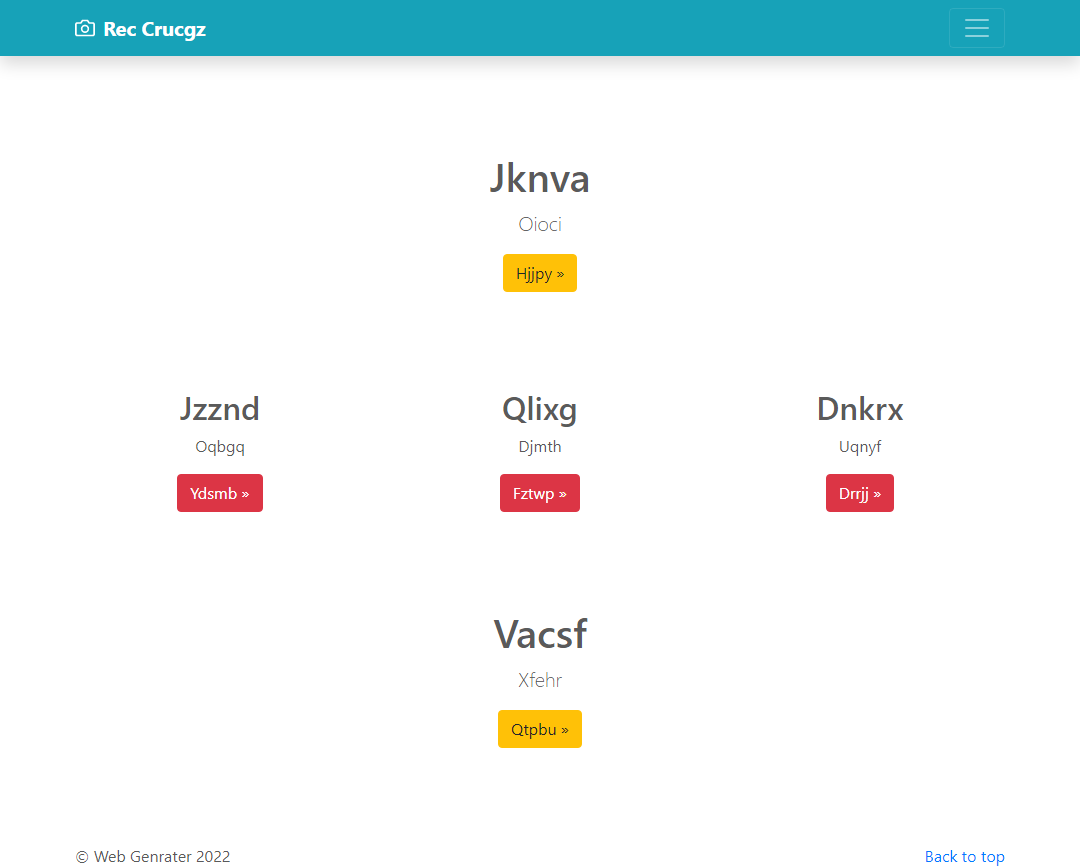 Rec Crucgz
Jknva
Oioci
Hjjpy »
Jzznd
Oqbgq
Ydsmb »
Qlixg
Djmth
Fztwp »
Dnkrx
Uqnyf
Drrjj »
Vacsf
Xfehr
Qtpbu »
© Web Genrater 2022
Back to top